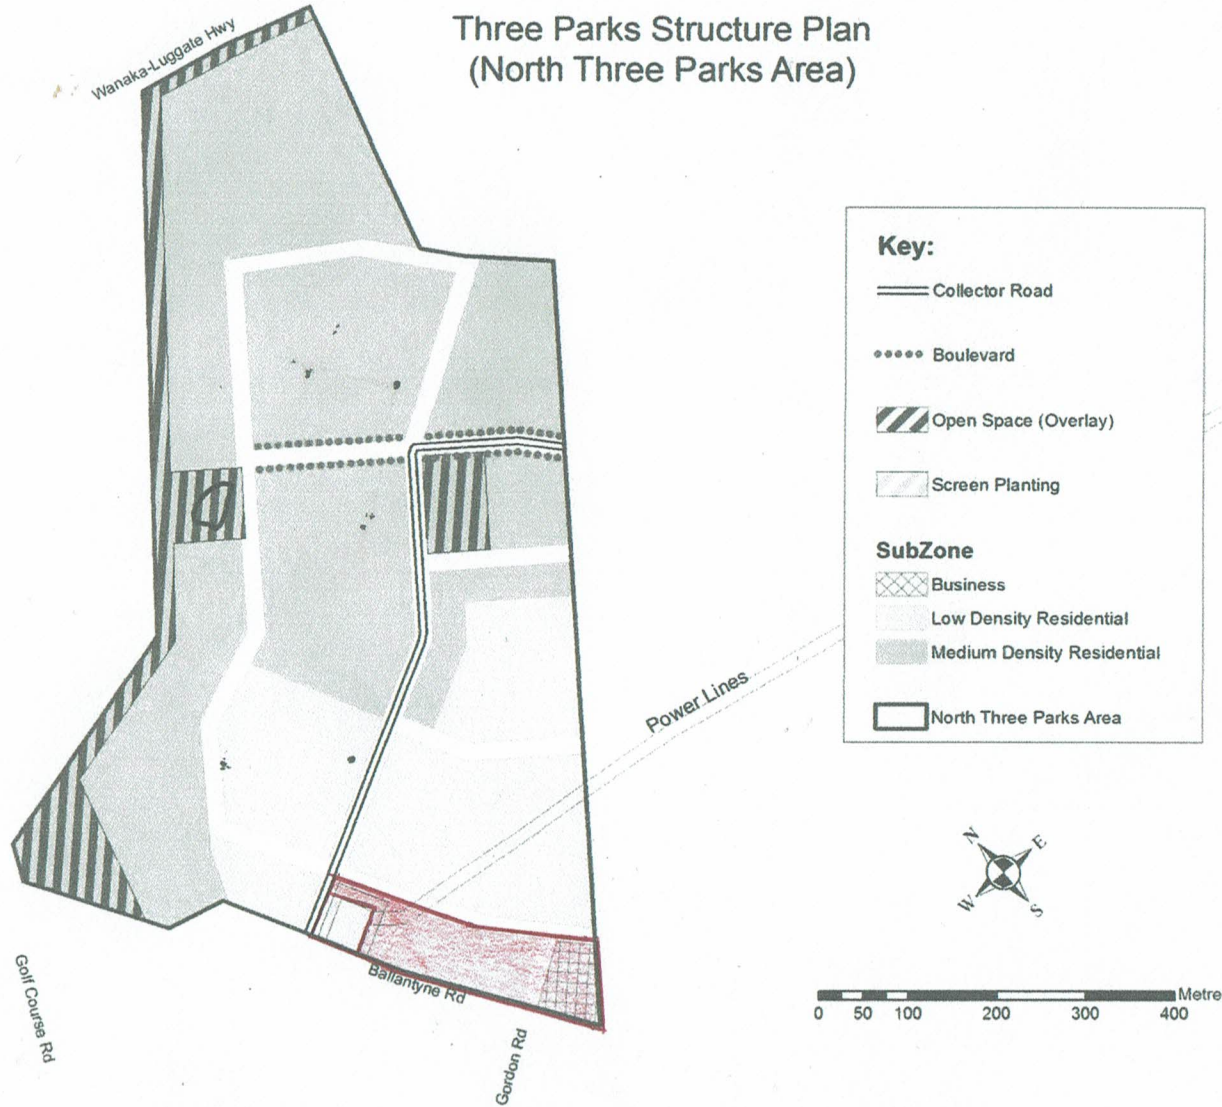 Three Parks Structure Plan
(North Three Parks Area)
Wanaka-Luggate Hwy
Key:
Collector Road
Boulevard
Open Space (Overlay)
Screen Planting
SubZone
Business
Low Density Residential
Medium Density Residential
North Three Parks Area
Power Lines
N
E
W
S
Ballantyne Rd
Golf Course Rd
Gordon Rd
Metre
0 50 100 200 300 400